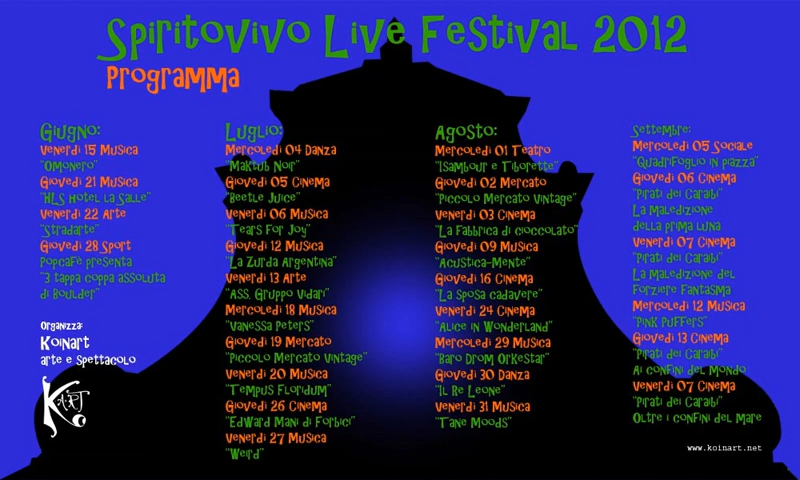 Spiritovivo Live Festival 2012
Programma
Giugno:
Venerdì 15 Musica
"Omonero"
Giovedì 21 Musica
"HLS Hotel La Salle"
Venerdì 22 Arte
"Stradarte"
Giovedì 28 Sport
Popcafè presenta
"3 tappa coppa assoluta
di Boulder"
Organizza:
Koinart
arte e spettacolo
Luglio:
Mercoledì 04 Danza
"Maktub Noir"
Giovedì 05 Cinema
"Beetle Juice"
Venerdì 06 Musica
"Tears For Joy"
Giovedì 12 Musica
"La Zurda Argentina"
Venerdì 13 Arte
"Ass. Gruppo Vidari"
Mercoledì 18 Musica
"Vanessa Peters"
Giovedì 19 Mercato
"Piccolo Mercato Vintage"
Venerdì 20 Musica
"Tempus Floridum"
Giovedì 26 Cinema
"Edward Mani di Forbici"
Venerdì 27 Musica
"Weird"
Agosto:
Mercoledì 01 Teatro
"Isambour e Tiborette"
Giovedì 02 Mercato
"Piccolo Mercato Vintage"
Venerdì 03 Cinema
"La Fabbrica di cioccolato"
Giovedì 09 Musica
"Acustica-Mente"
Giovedì 16 Cinema
"La sposa cadavere"
Venerdì 24 Cinema
"Alice in Wonderland"
Mercoledì 29 Musica
"Baro Drom Orkestar"
Giovedì 30 Danza
"Il Re Leone"
Venerdì 31 Musica
"Tane Moods"
Settembre:
Mercoledì 05 Sociale
"Quadrifoglio in piazza"
Giovedì 06 Cinema
"Pirati dei Caraibi"
La maledizione
della prima luna
Venerdì 07 Cinema
"Pirati dei Caraibi"
La maledizione del
Forziere Fantasma
Mercoledì 12 Musica
"Pink Puffers"
Giovedì 13 Cinema
"Pirati dei Caraibi"
Ai confini del mondo
Venerdì 07 Cinema
"Pirati dei Caraibi"
Oltre i confini del mare
www.koinart.net